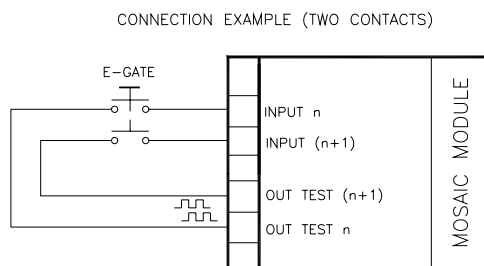 CONNECTION EXAMPLE (TWO CONTACTS)
E-GATE
INPUT n
INPUT (n+1)
OUT TEST (n+1)
OUT TEST n
MOSAIC MODULE